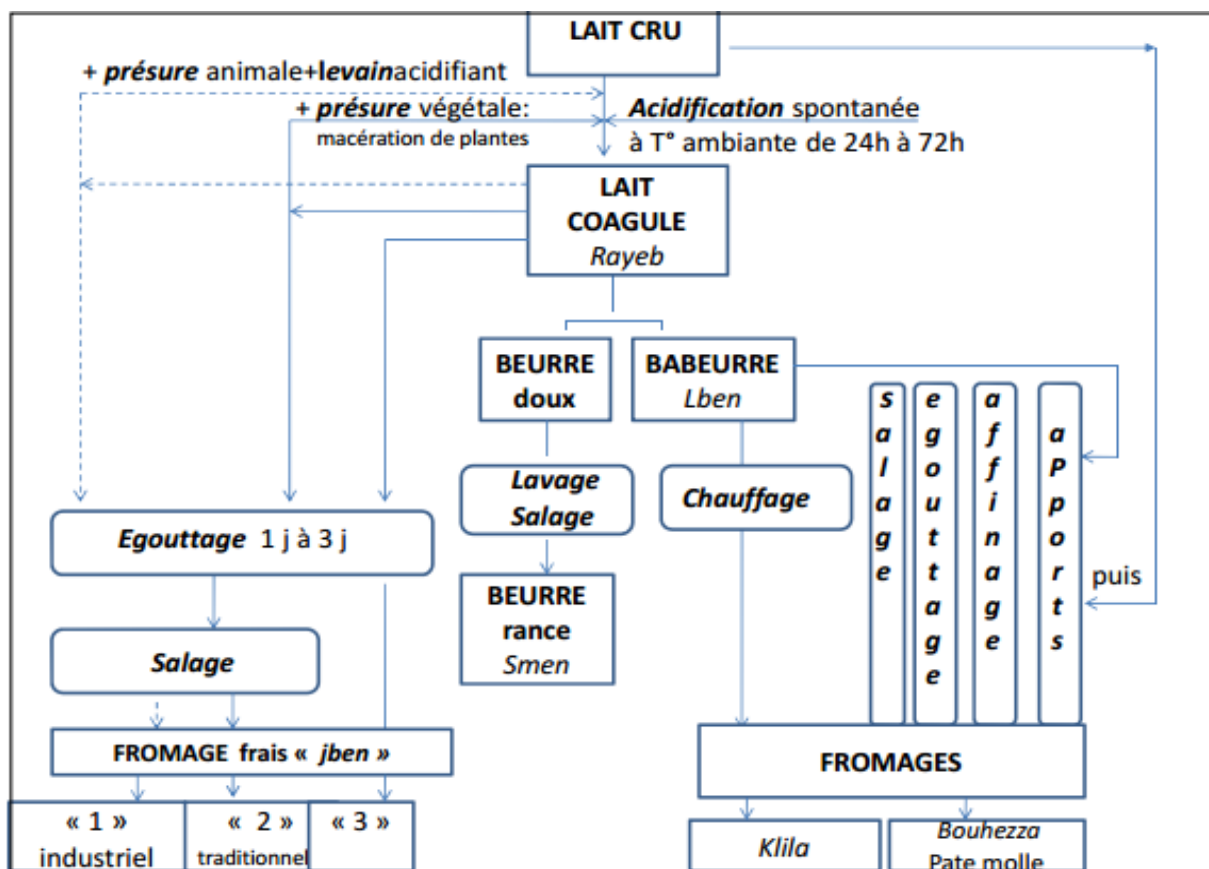 LAIT CRU
+ présure animale+levainacidifiant
+ présure végétale:
macération de plantes
Acidification spontanée
à T° ambiante de 24h à 72h
LAIT
COAGULE
Rayeb
BEURRE
doux
BABEURRE
Lben
Lavage
Salage
Chauffage
salage
egouttage
affinage
aPports
puis
Egouttage 1 j à 3 j
BEURRE
rance
Smen
Salage
FROMAGE frais « jben »
FROMAGES
« 1 »
industriel
« 2 »
traditionnel
« 3 »
Klila
Bouhezza
Pate molle